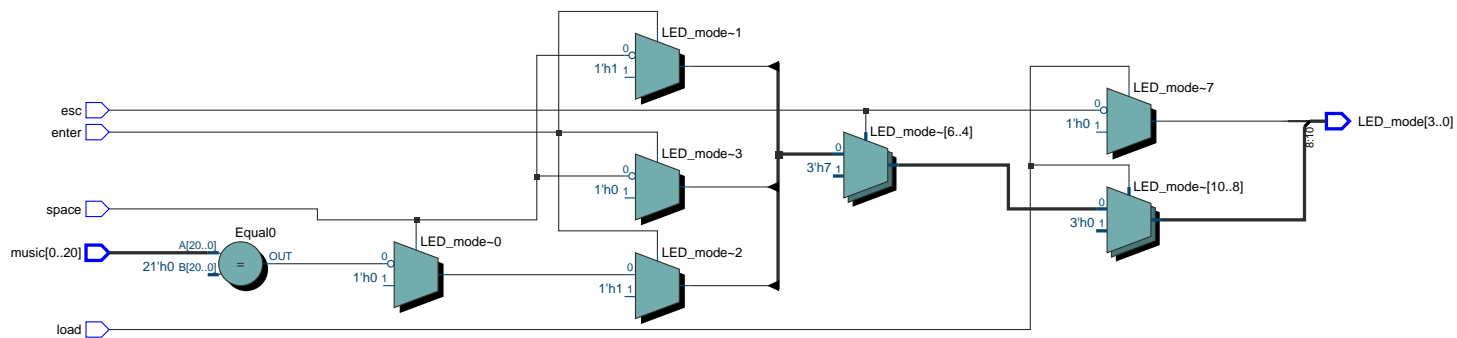 LED_mode~1
0
1'h1 1
LED_mode~7
esc
0
1'h0 1
LED_mode[3..0]
8:10
enter
LED_mode~[6..4]
0
3'h7 1
LED_mode~3
0
1'h0 1
LED_mode~[10..8]
0
3'h0 1
space
Equal0
LED_mode~0
LED_mode~2
music[0..20]
A[20..0]
21'h0 B[20..0]
=
OUT
0
1'h0 1
0
1'h1 1
load